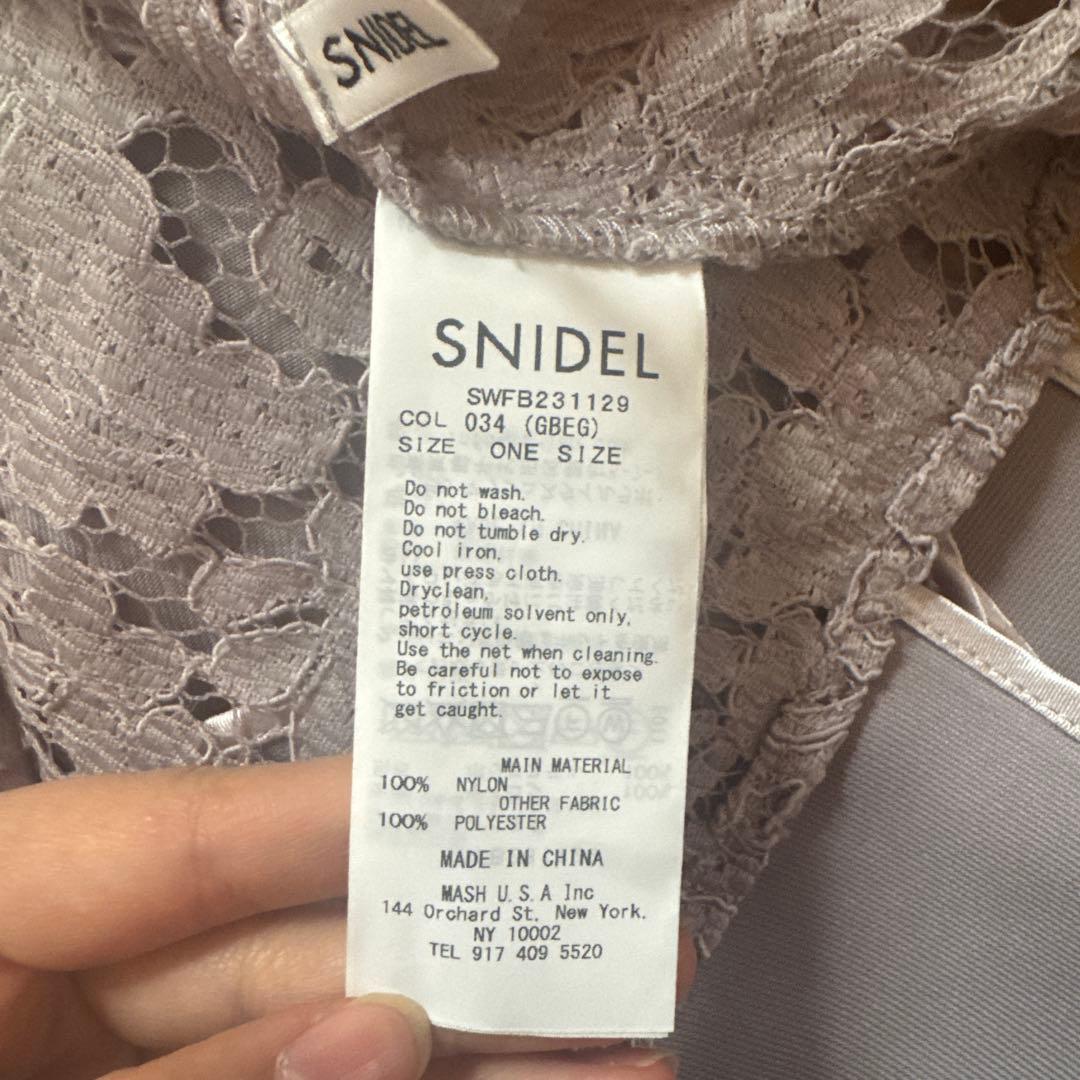 SNIDEL
SNIDEL
SWFB231129
COL 034 (GBEG)
SIZE ONE SIZE
Do not wash.
Do not bleach.
Do not tumble dry.
Cool iron,
use press cloth.
Dryclean,
petroleum solvent only,
short cycle.
Use the net when cleaning.
Be careful not to expose
to friction or let it
get caught.
MAIN MATERIAL
100% NYLON
OTHER FABRIC
100% POLYESTER
MADE IN CHINA
MASH U.S.A Inc
144 Orchard St. New York.
NY 10002
TEL 917 409 5520